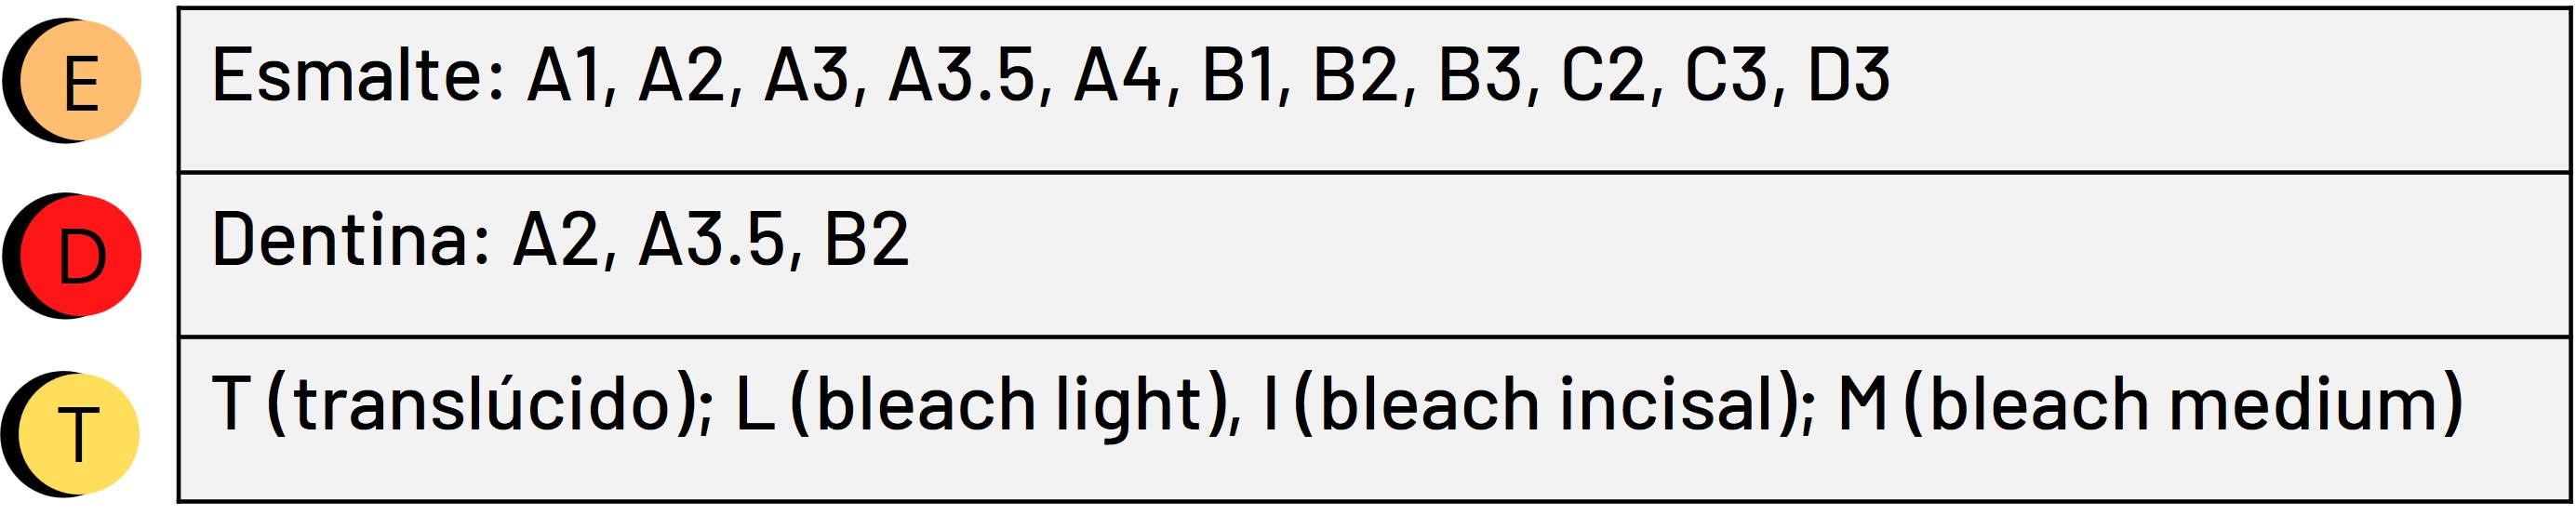 E
Esmalte: A1, A2, A3, A3.5, A4, B1, B2, B3, C2, C3, D3
D
Dentina: A2, A3.5, B2
T
T (translúcido); L (bleach light), I (bleach incisal); M (bleach medium)